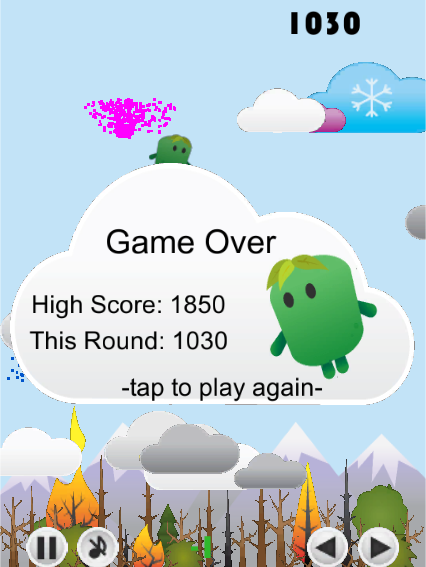 1030
Game Over
High Score: 1850
This Round: 1030
-tap to play again-